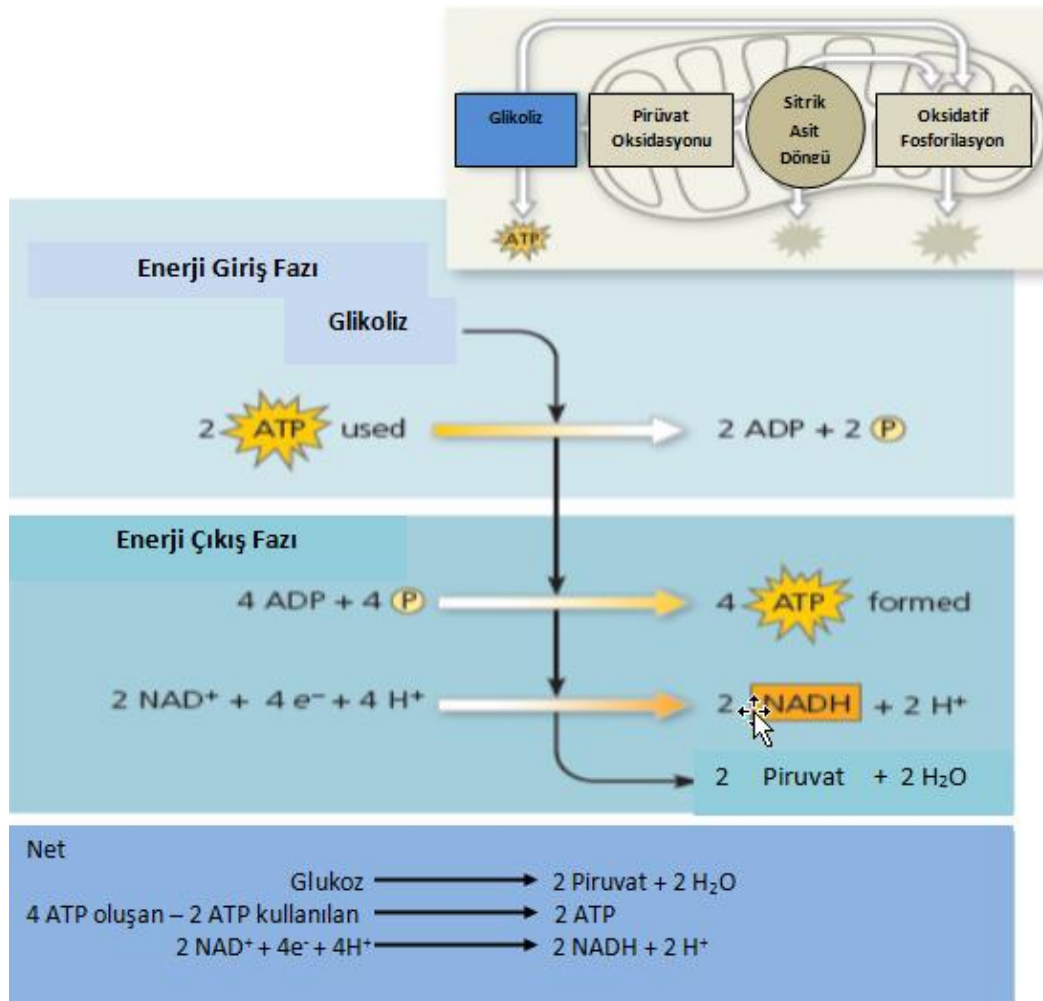 Glikoliz
Pirüvat
Oksidasyonu
Sitrik
Asit
Döngü
Oksidatif
Fosforilasyon
ATP
Enerji Giriş Fazı
Glikoliz
2 ATP used 2 ADP + 2 P
Enerji Çıkış Fazı
4 ADP + 4 P 4 ATP formed
2 NAD⁺ + 4 e⁻ + 4 H⁺ 2 NADH + 2 H⁺
2 Piruvat + 2 H₂O
Net
Glukoz 2 Piruvat + 2 H₂O
4 ATP oluşan – 2 ATP kullanılan 2 ATP
2 NAD⁺ + 4e⁻ + 4H⁺ 2 NADH + 2 H⁺